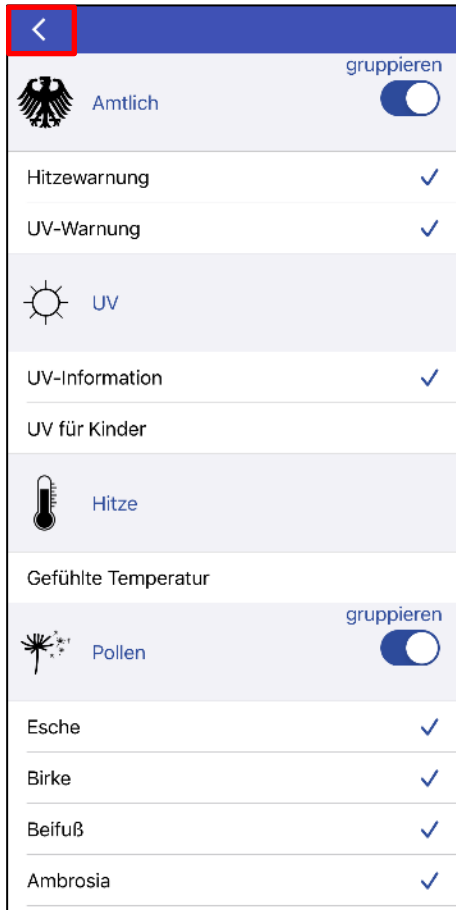 gruppieren
Amtlich
Hitzewarnung
UV-Warnung
UV
UV-Information
UV für Kinder
Hitze
Gefühlte Temperatur
gruppieren
Pollen
Esche
Birke
Beifuß
Ambrosia